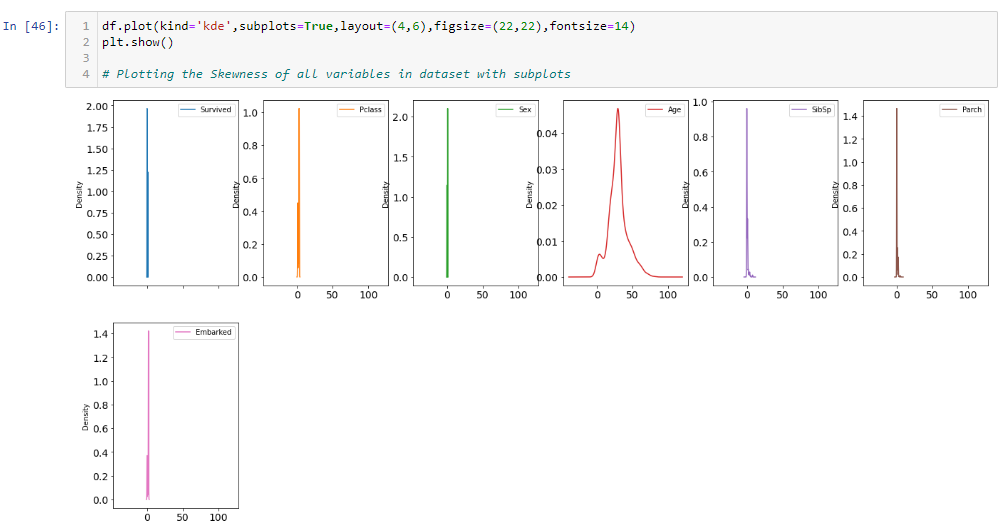 In [46]:
1 df.plot(kind='kde',subplots=True,layout=(4,6),figsize=(22,22),fontsize=14)
2 plt.show()
3
4 # Plotting the Skewness of all variables in dataset with subplots
Survived
2.00
1.75
1.50
1.25
1.00
0.75
0.50
0.25
0.00
Density
Pclass
1.0
0.8
0.6
0.4
0.2
0.0
Density
0 50 100
Sex
2.0
1.5
1.0
0.5
0.0
Density
0 50 100
Age
0.04
0.03
0.02
0.01
0.00
Density
0 50 100
SibSp
1.0
0.8
0.6
0.4
0.2
0.0
Density
0 50 100
Parch
1.4
1.2
1.0
0.8
0.6
0.4
0.2
0.0
Density
0 50 100
Embarked
1.4
1.2
1.0
0.8
0.6
0.4
0.2
0.0
Density
0 50 100